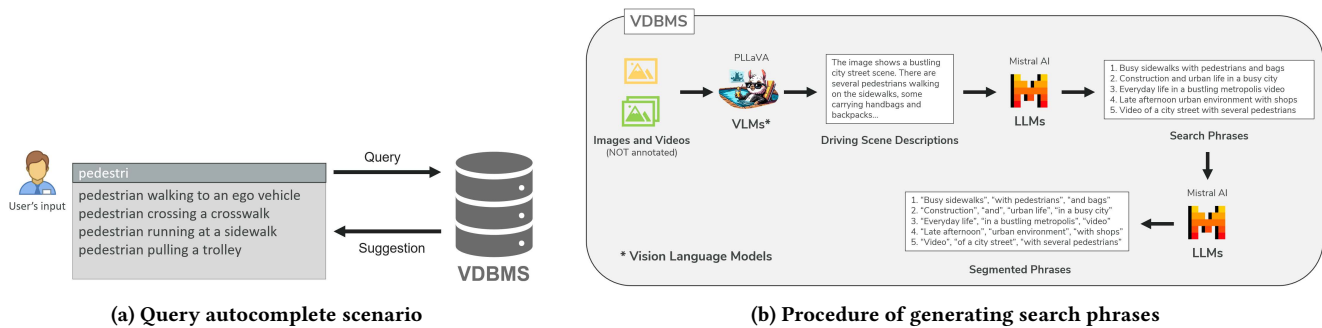 User's input
pedestri
pedestrian walking to an ego vehicle
pedestrian crossing a crosswalk
pedestrian running at a sidewalk
pedestrian pulling a trolley
Query
Suggestion
VDBMS
(a) Query autocomplete scenario
VDBMS
Images and Videos
(NOT annotated)
PLLaVA
VLMs*
The image shows a bustling
city street scene. There are
several pedestrians walking
on the sidewalks, some
carrying handbags and
backpacks...
Driving Scene Descriptions
Mistral AI
LLMs
1. Busy sidewalks with pedestrians and bags
2. Construction and urban life in a busy city
3. Everyday life in a bustling metropolis video
4. Late afternoon urban environment with shops
5. Video of a city street with several pedestrians
Search Phrases
Mistral AI
LLMs
1. "Busy sidewalks", "with pedestrians", "and bags"
2. "Construction", "and", "urban life", "in a busy city"
3. "Everyday life", "in a bustling metropolis", "video"
4. "Late afternoon", "urban environment", "with shops"
5. "Video", "of a city street", "with several pedestrians"
Segmented Phrases
* Vision Language Models
(b) Procedure of generating search phrases